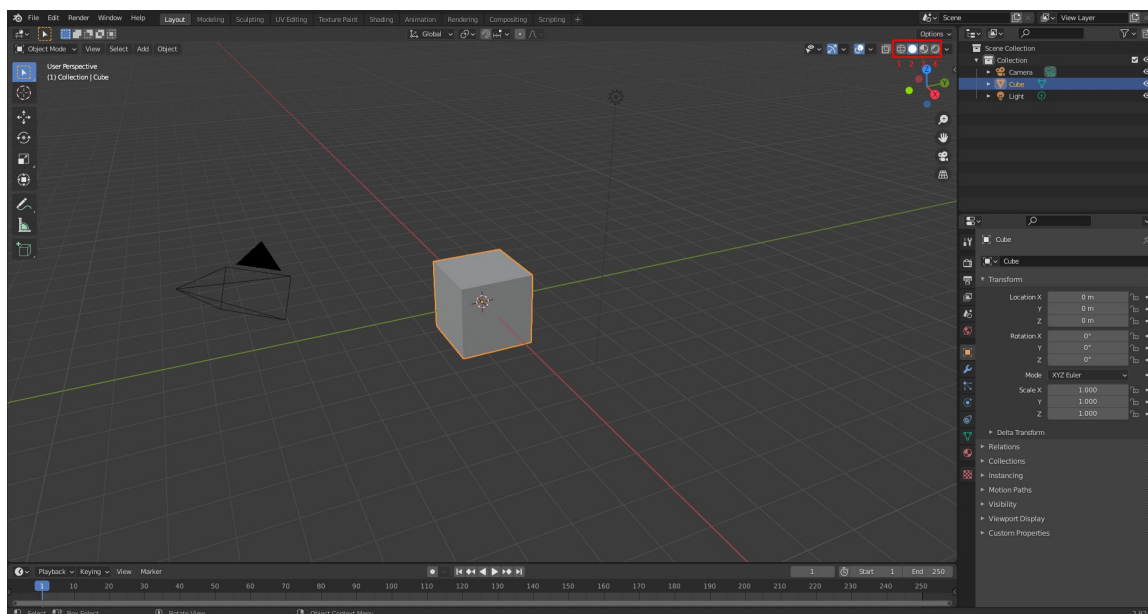 File Edit Render Window Help Layout Modeling Sculpting UV Editing Texture Paint Shading Animation Rendering Compositing Scripting + Scene View Layer
Global Options
Object Mode View Select Add Object
1 2 3 4
User Perspective
(1) Collection | Cube
Z
Y
X
Scene Collection
Collection
Camera
Cube
Light
Cube
Cube
Transform
Location X 0 m
Y 0 m
Z 0 m
Rotation X 0°
Y 0°
Z 0°
Mode XYZ Euler
Scale X 1.000
Y 1.000
Z 1.000
Delta Transform
Relations
Collections
Instancing
Motion Paths
Visibility
Viewport Display
Custom Properties
Playback Keying View Marker 1 Start 1 End 250
1 10 20 30 40 50 60 70 80 90 100 110 120 130 140 150 160 170 180 190 200 210 220 230 240 250
Select Box Select Rotate View Object Context Menu